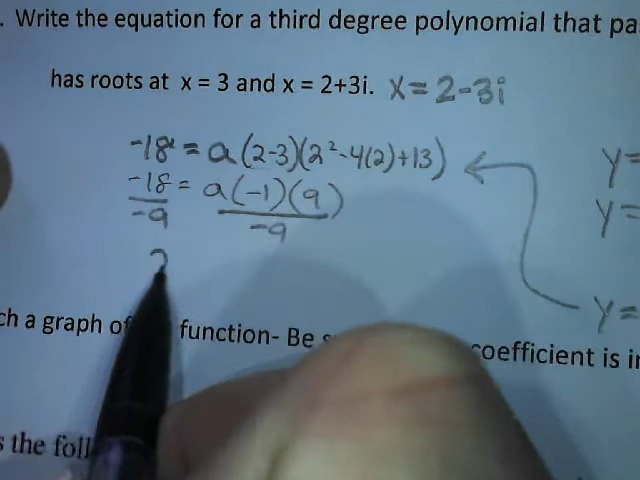 . Write the equation for a third degree polynomial that pa
has roots at x = 3 and x = 2+3i. x=2-3i
-18 = a(2-3)(2²-4(2)+13)
y=
-18 = a(-1)(9)
y=
-9 -9
2
y=
ch a graph of function- Be s coefficient is i
s the foll